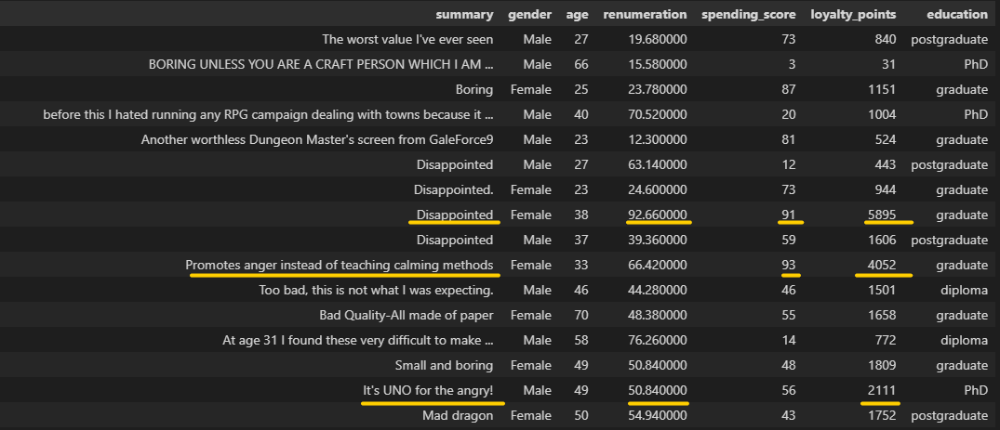 summary gender age renumeration spending_score loyalty_points education
The worst value I've ever seen Male 27 19.680000 73 840 postgraduate
BORING UNLESS YOU ARE A CRAFT PERSON WHICH I AM ... Male 66 15.580000 3 31 PhD
Boring Female 25 23.780000 87 1151 graduate
before this I hated running any RPG campaign dealing with towns because it ... Male 40 70.520000 20 1004 PhD
Another worthless Dungeon Master's screen from GaleForce9 Male 23 12.300000 81 524 graduate
Disappointed Male 27 63.140000 12 443 postgraduate
Disappointed. Female 23 24.600000 73 944 graduate
Disappointed Female 38 92.660000 91 5895 graduate
Disappointed Male 37 39.360000 59 1606 postgraduate
Promotes anger instead of teaching calming methods Female 33 66.420000 93 4052 graduate
Too bad, this is not what I was expecting. Male 46 44.280000 46 1501 diploma
Bad Quality-All made of paper Female 70 48.380000 55 1658 graduate
At age 31 I found these very difficult to make ... Male 58 76.260000 14 772 diploma
Small and boring Female 49 50.840000 48 1809 graduate
It's UNO for the angry! Male 49 50.840000 56 2111 PhD
Mad dragon Female 50 54.940000 43 1752 postgraduate